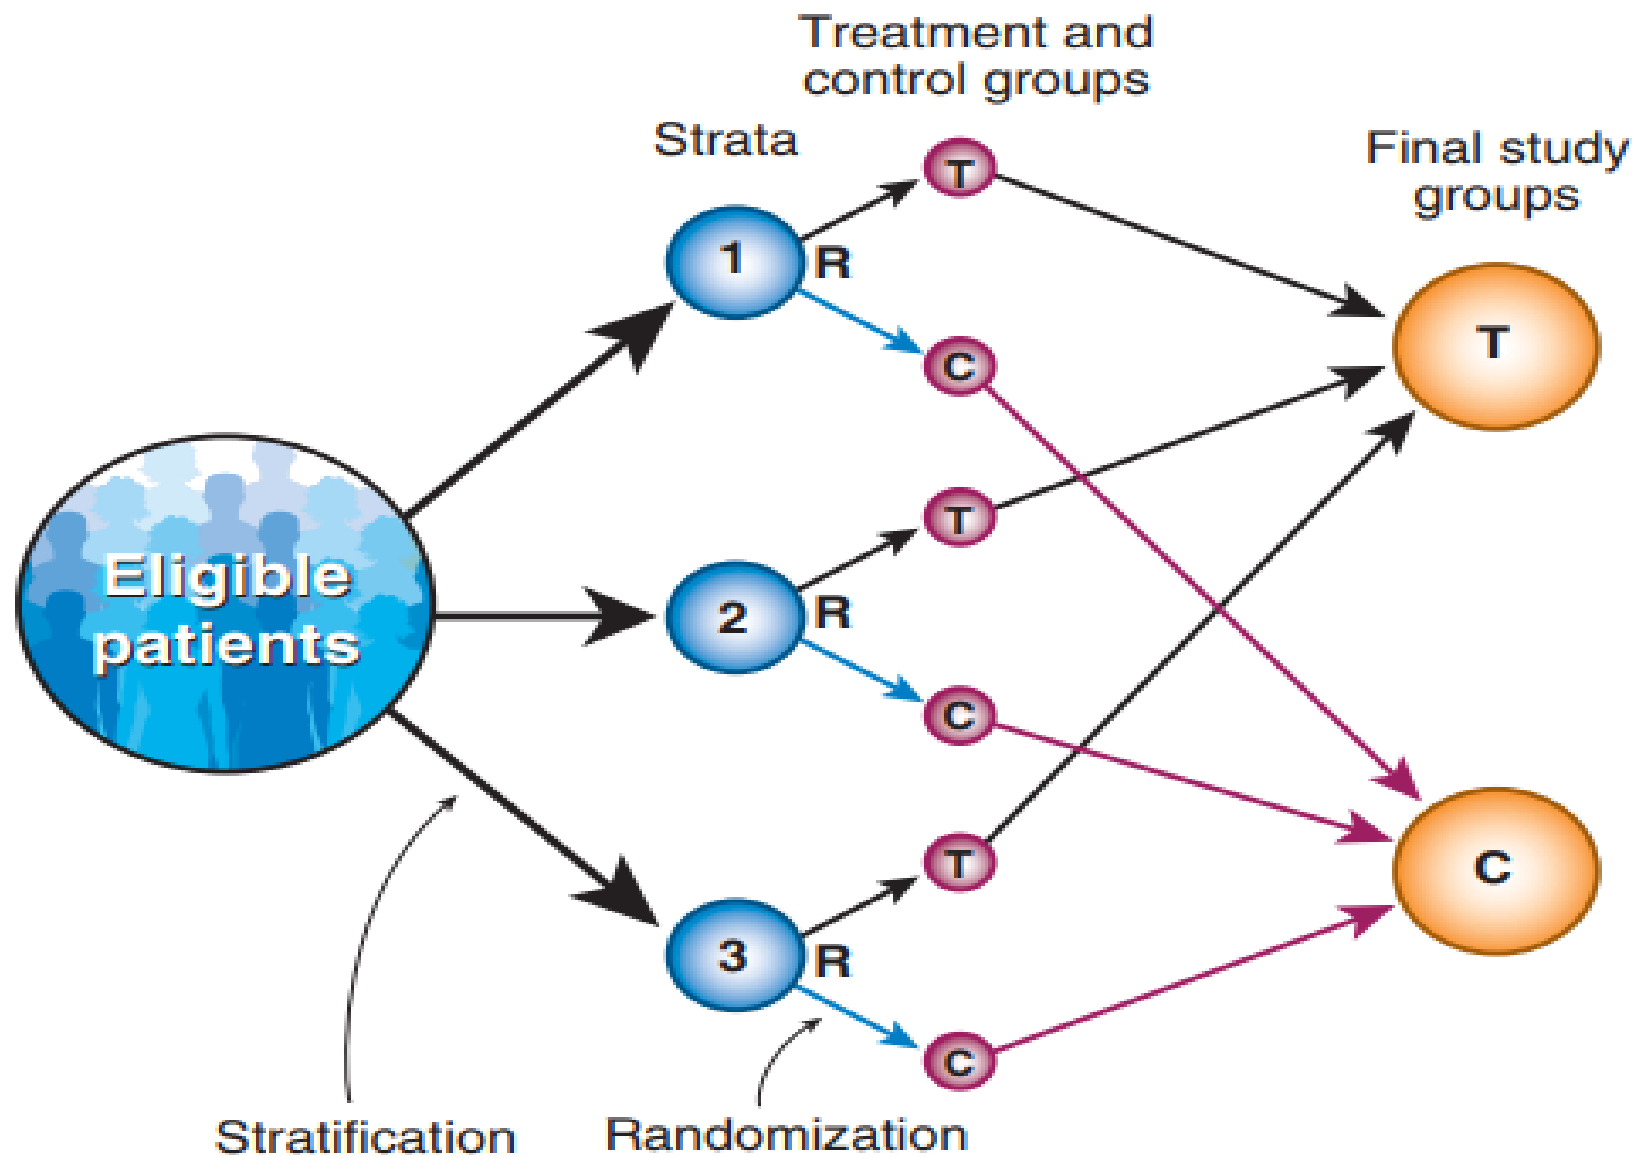 Treatment and
control groups
Strata
Final study
groups
T
1
R
C
T
T
Eligible
patients
2
R
C
T
C
3
R
C
Stratification
Randomization